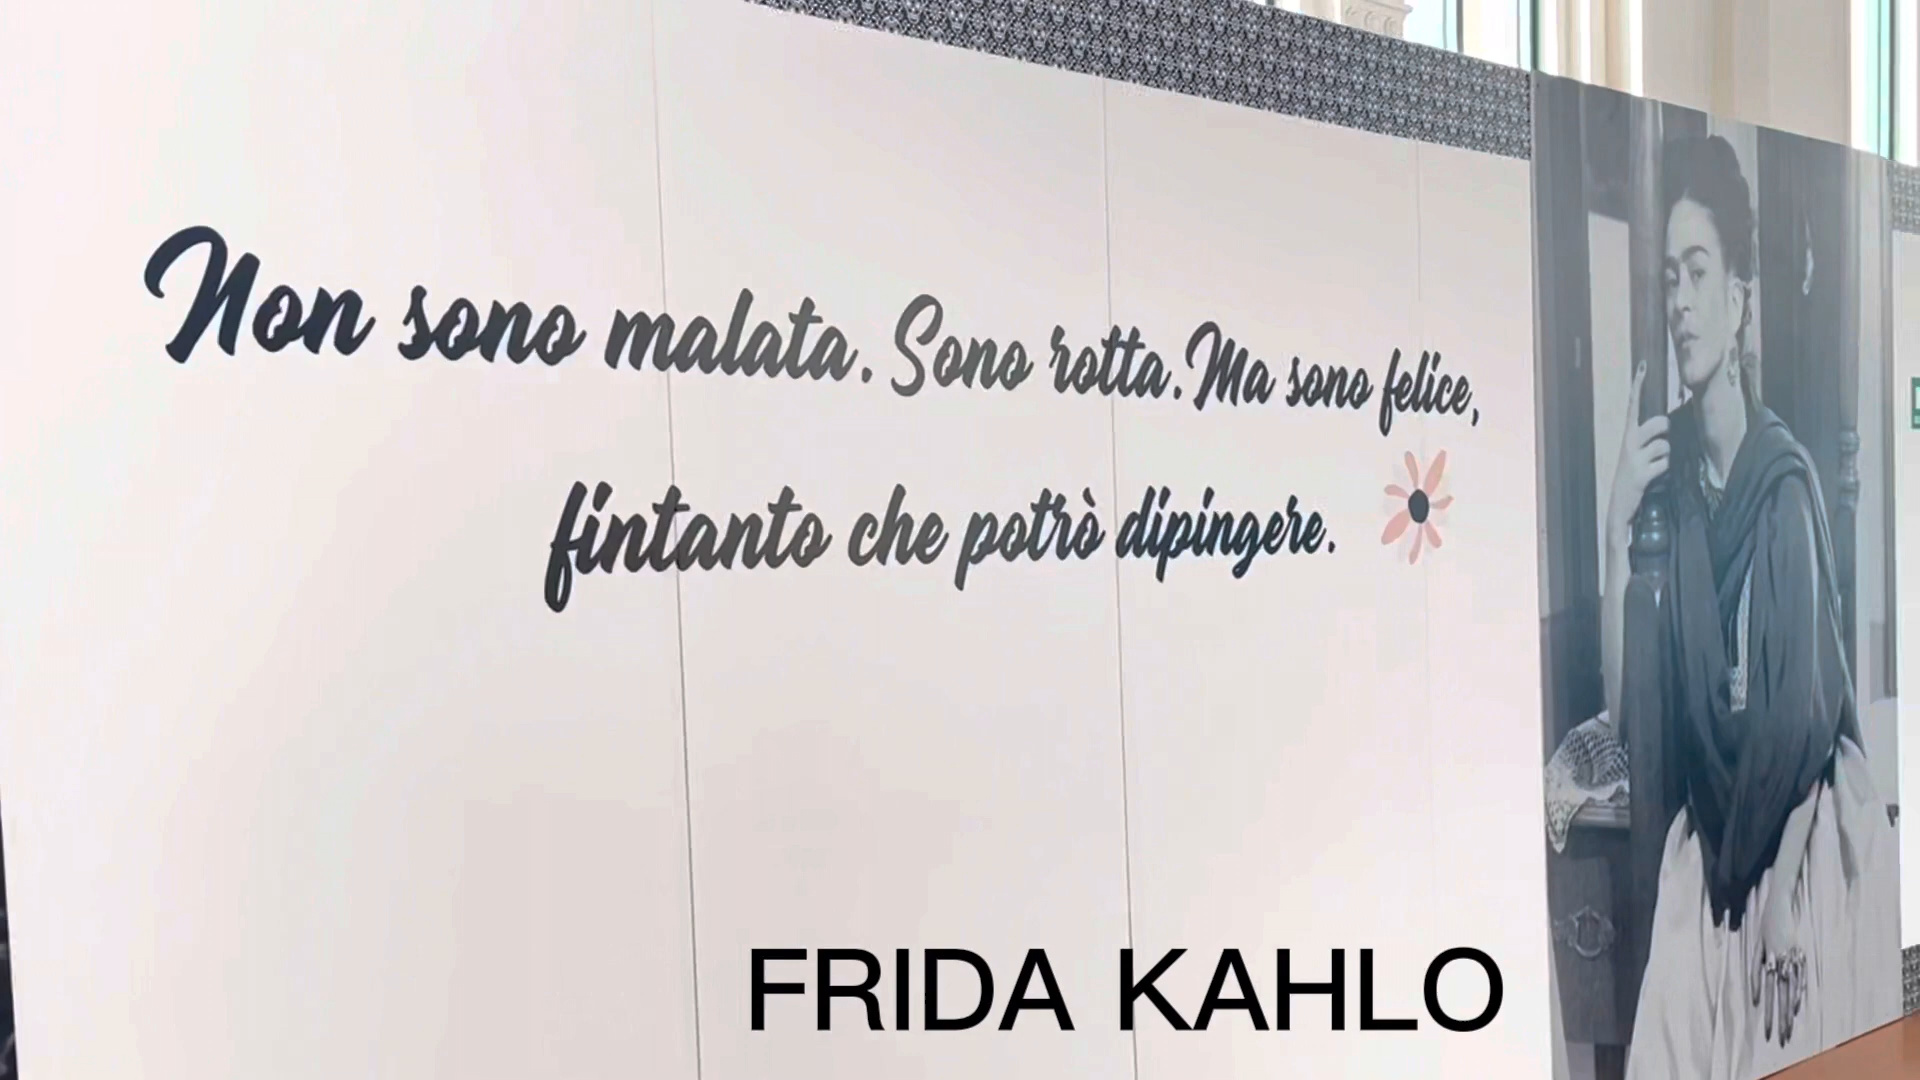 Non sono malata. Sono rotta. Ma sono felice,
fintanto che potrò dipingere.
FRIDA KAHLO